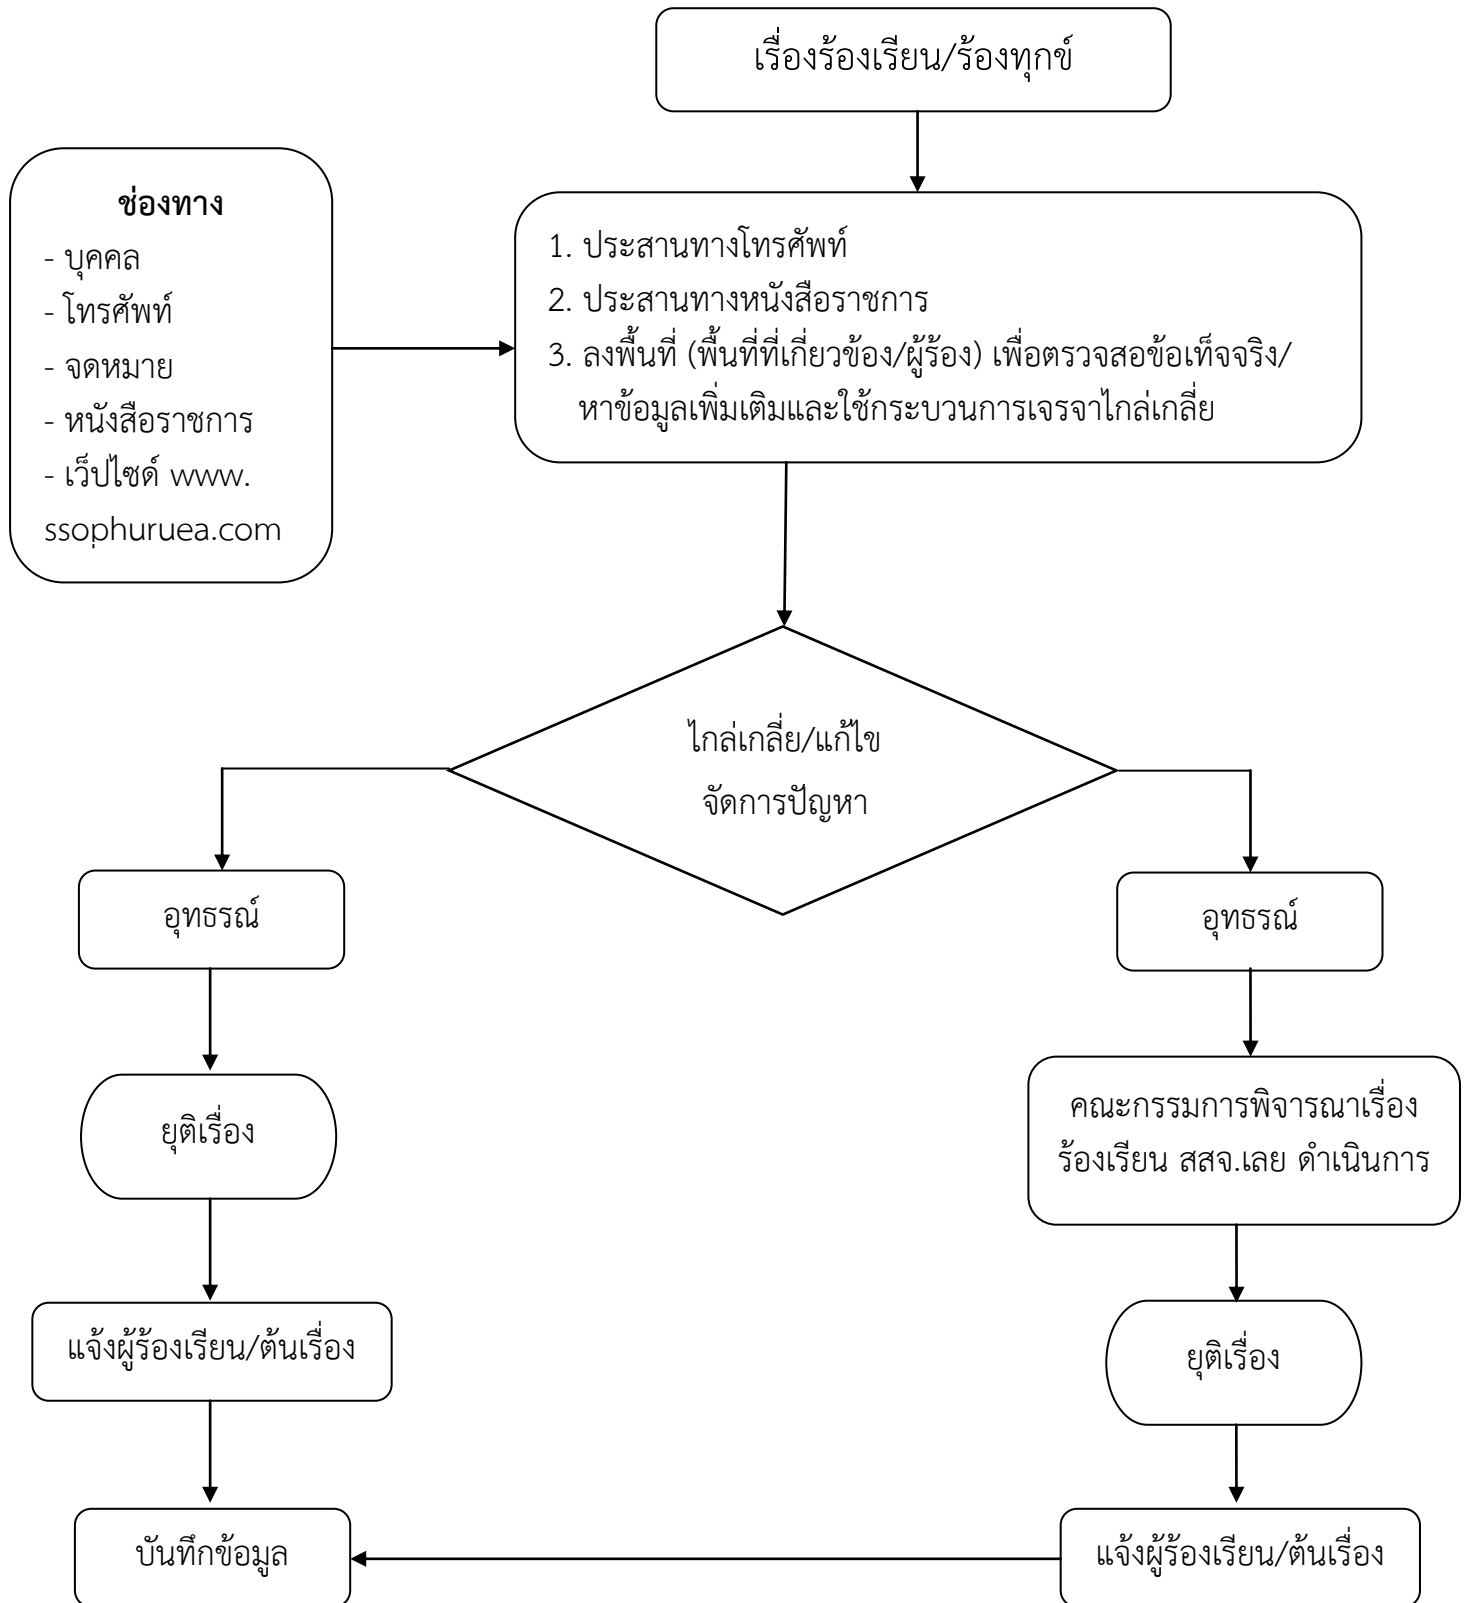 เรื่องร้องเรียน/ร้องทุกข์
ช่องทาง
- บุคคล
- โทรศัพท์
- จดหมาย
- หนังสือราชการ
- เว็ปไซด์ www.
ssophuruea.com
1. ประสานทางโทรศัพท์
2. ประสานทางหนังสือราชการ
3. ลงพื้นที่ (พื้นที่ที่เกี่ยวข้อง/ผู้ร้อง) เพื่อตรวจสอข้อเท็จจริง/
หาข้อมูลเพิ่มเติมและใช้กระบวนการเจรจาไกล่เกลี่ย
ไกล่เกลี่ย/แก้ไข
จัดการปัญหา
อุทธรณ์
ยุติเรื่อง
แจ้งผู้ร้องเรียน/ต้นเรื่อง
บันทึกข้อมูล
อุทธรณ์
คณะกรรมการพิจารณาเรื่อง
ร้องเรียน สสจ.เลย ดำเนินการ
ยุติเรื่อง
แจ้งผู้ร้องเรียน/ต้นเรื่อง